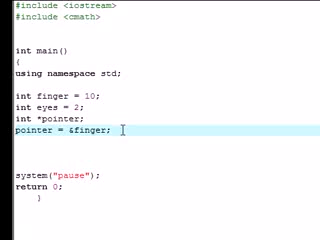 #include <iostream>
#include <cmath>
int main()
{
using namespace std;
int finger = 10;
int eyes = 2;
int *pointer;
pointer = &finger;
system("pause");
return 0;
}